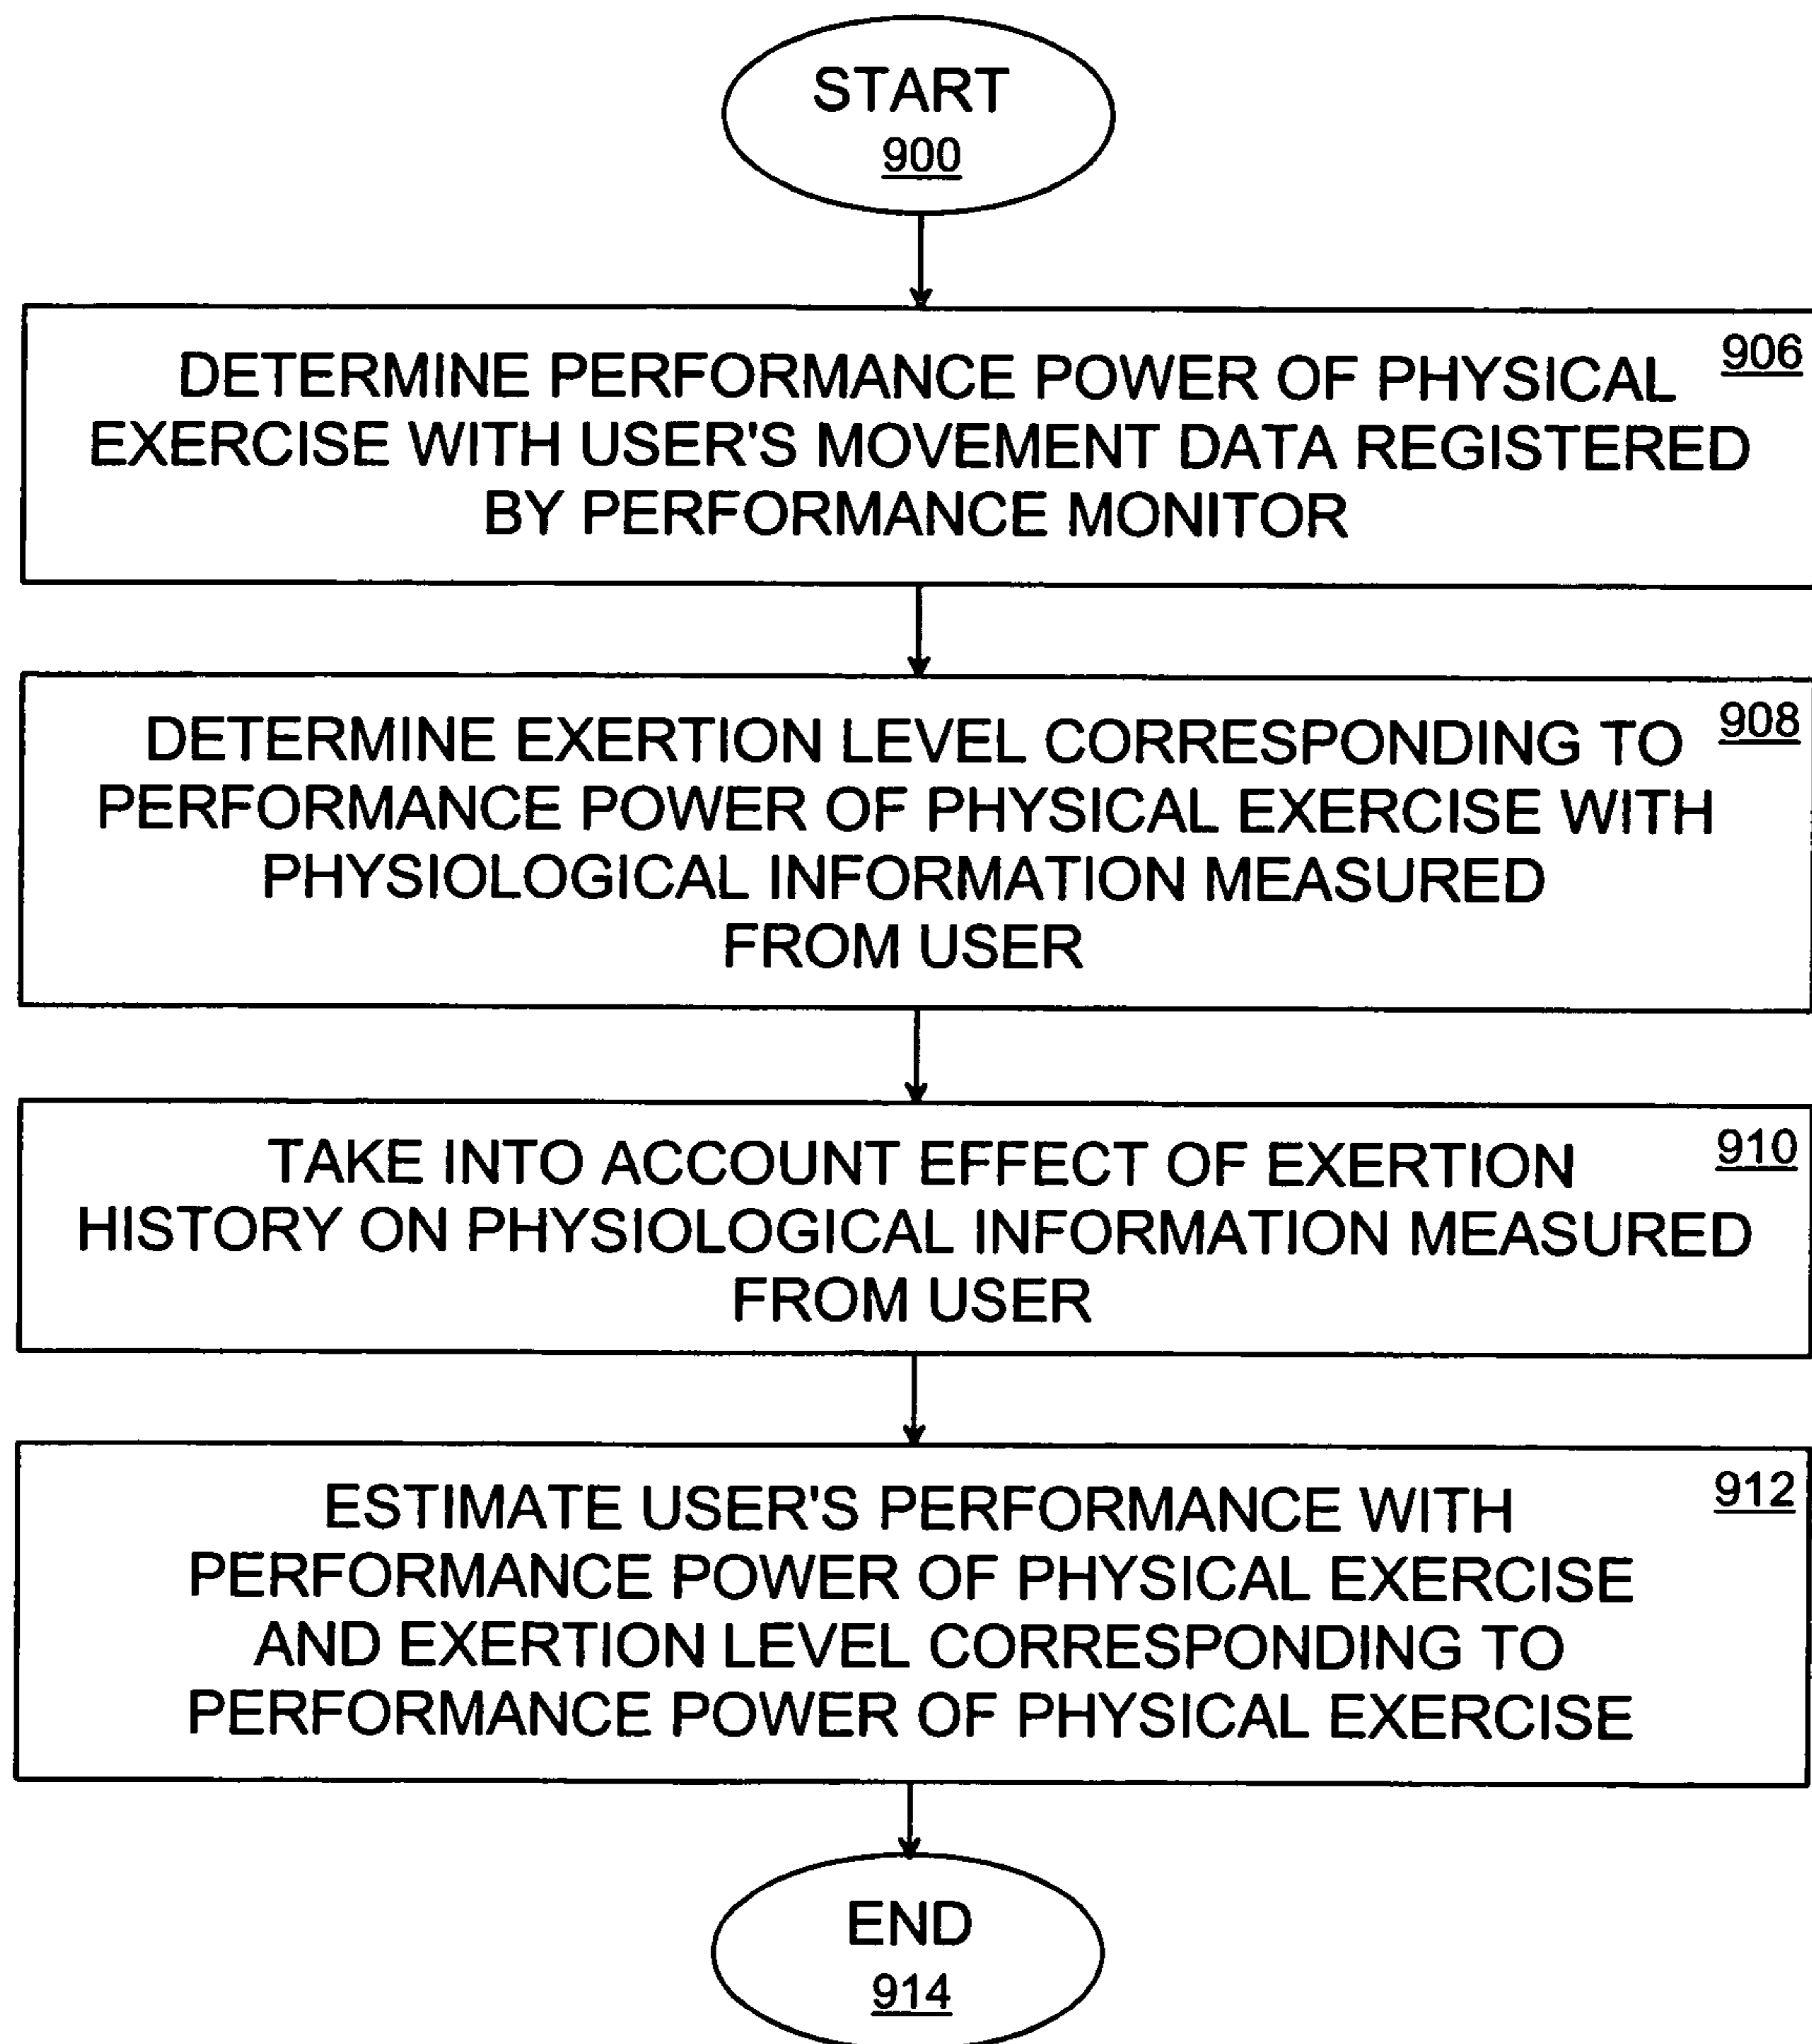 START
900
906
DETERMINE PERFORMANCE POWER OF PHYSICAL
EXERCISE WITH USER'S MOVEMENT DATA REGISTERED
BY PERFORMANCE MONITOR
908
DETERMINE EXERTION LEVEL CORRESPONDING TO
PERFORMANCE POWER OF PHYSICAL EXERCISE WITH
PHYSIOLOGICAL INFORMATION MEASURED
FROM USER
910
TAKE INTO ACCOUNT EFFECT OF EXERTION
HISTORY ON PHYSIOLOGICAL INFORMATION MEASURED
FROM USER
912
ESTIMATE USER'S PERFORMANCE WITH
PERFORMANCE POWER OF PHYSICAL EXERCISE
AND EXERTION LEVEL CORRESPONDING TO
PERFORMANCE POWER OF PHYSICAL EXERCISE
END
914